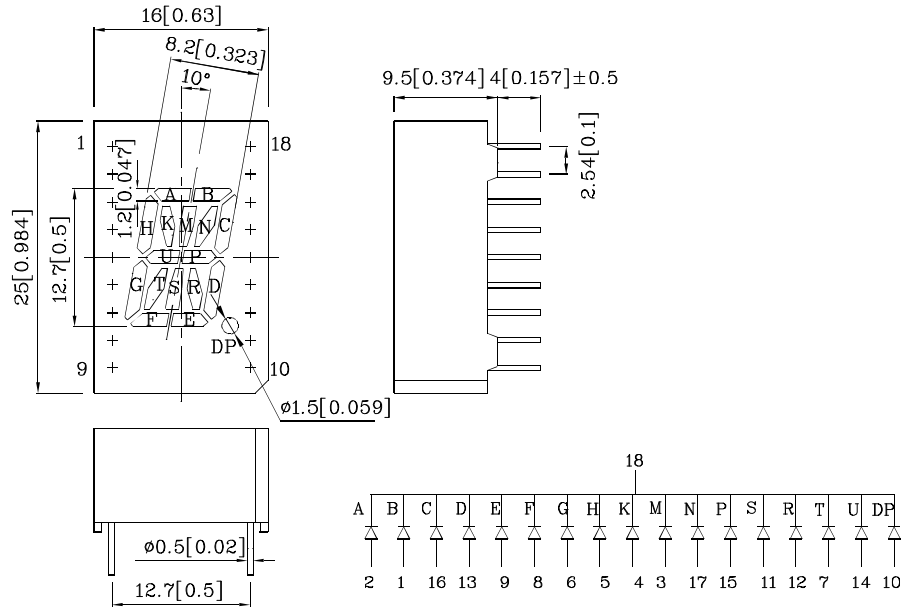 16[0.63]
8.2[0.323]
10°
9.5[0.374] 4[0.157]±0.5
1 18
2.54[0.1]
1.2[0.047]
A B
H K M N C
25[0.984]
12.7[0.5]
U P
G T S R D
F E
DP
9 10
ø1.5[0.059]
18
A B C D E F G H K M N P S R T U DP
ø0.5[0.02]
2 1 16 13 9 8 6 5 4 3 17 15 11 12 7 14 10
12.7[0.5]